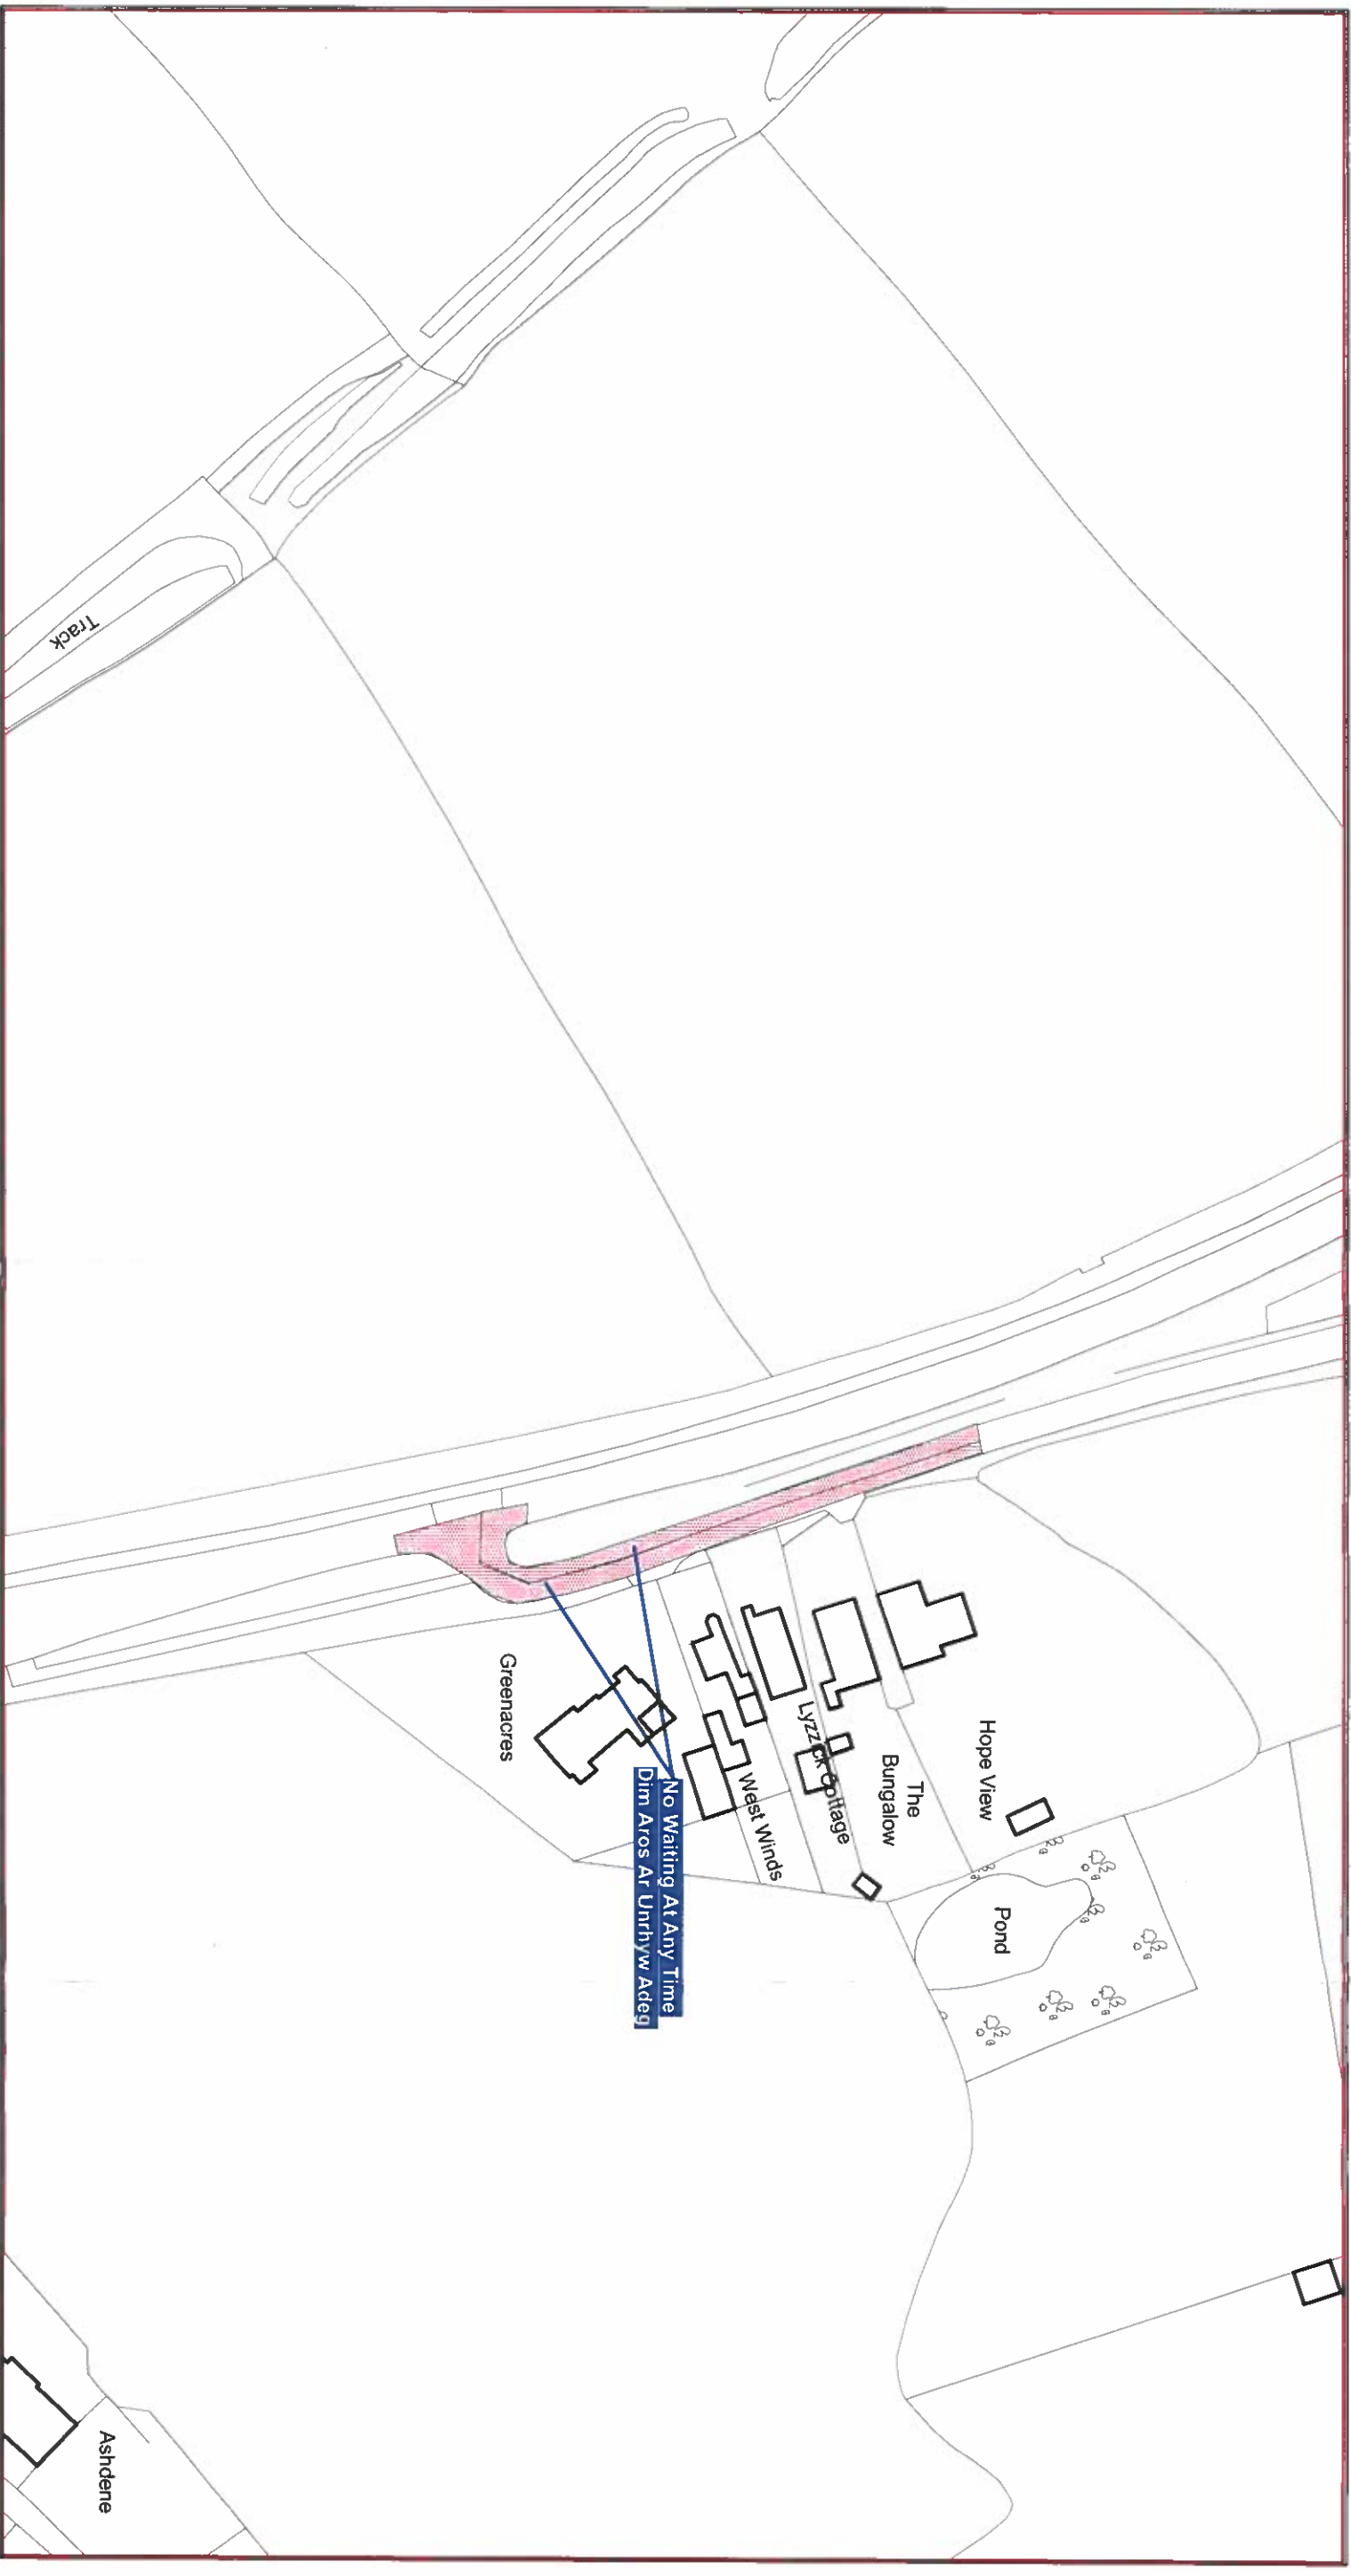 Track
Hope View
The
Bungalow
Lyzzick Cottage
West Winds
Greenacres
Pond
No Waiting At Any Time
Dim Aros Ar Unrhyw Adeg
Ashdene